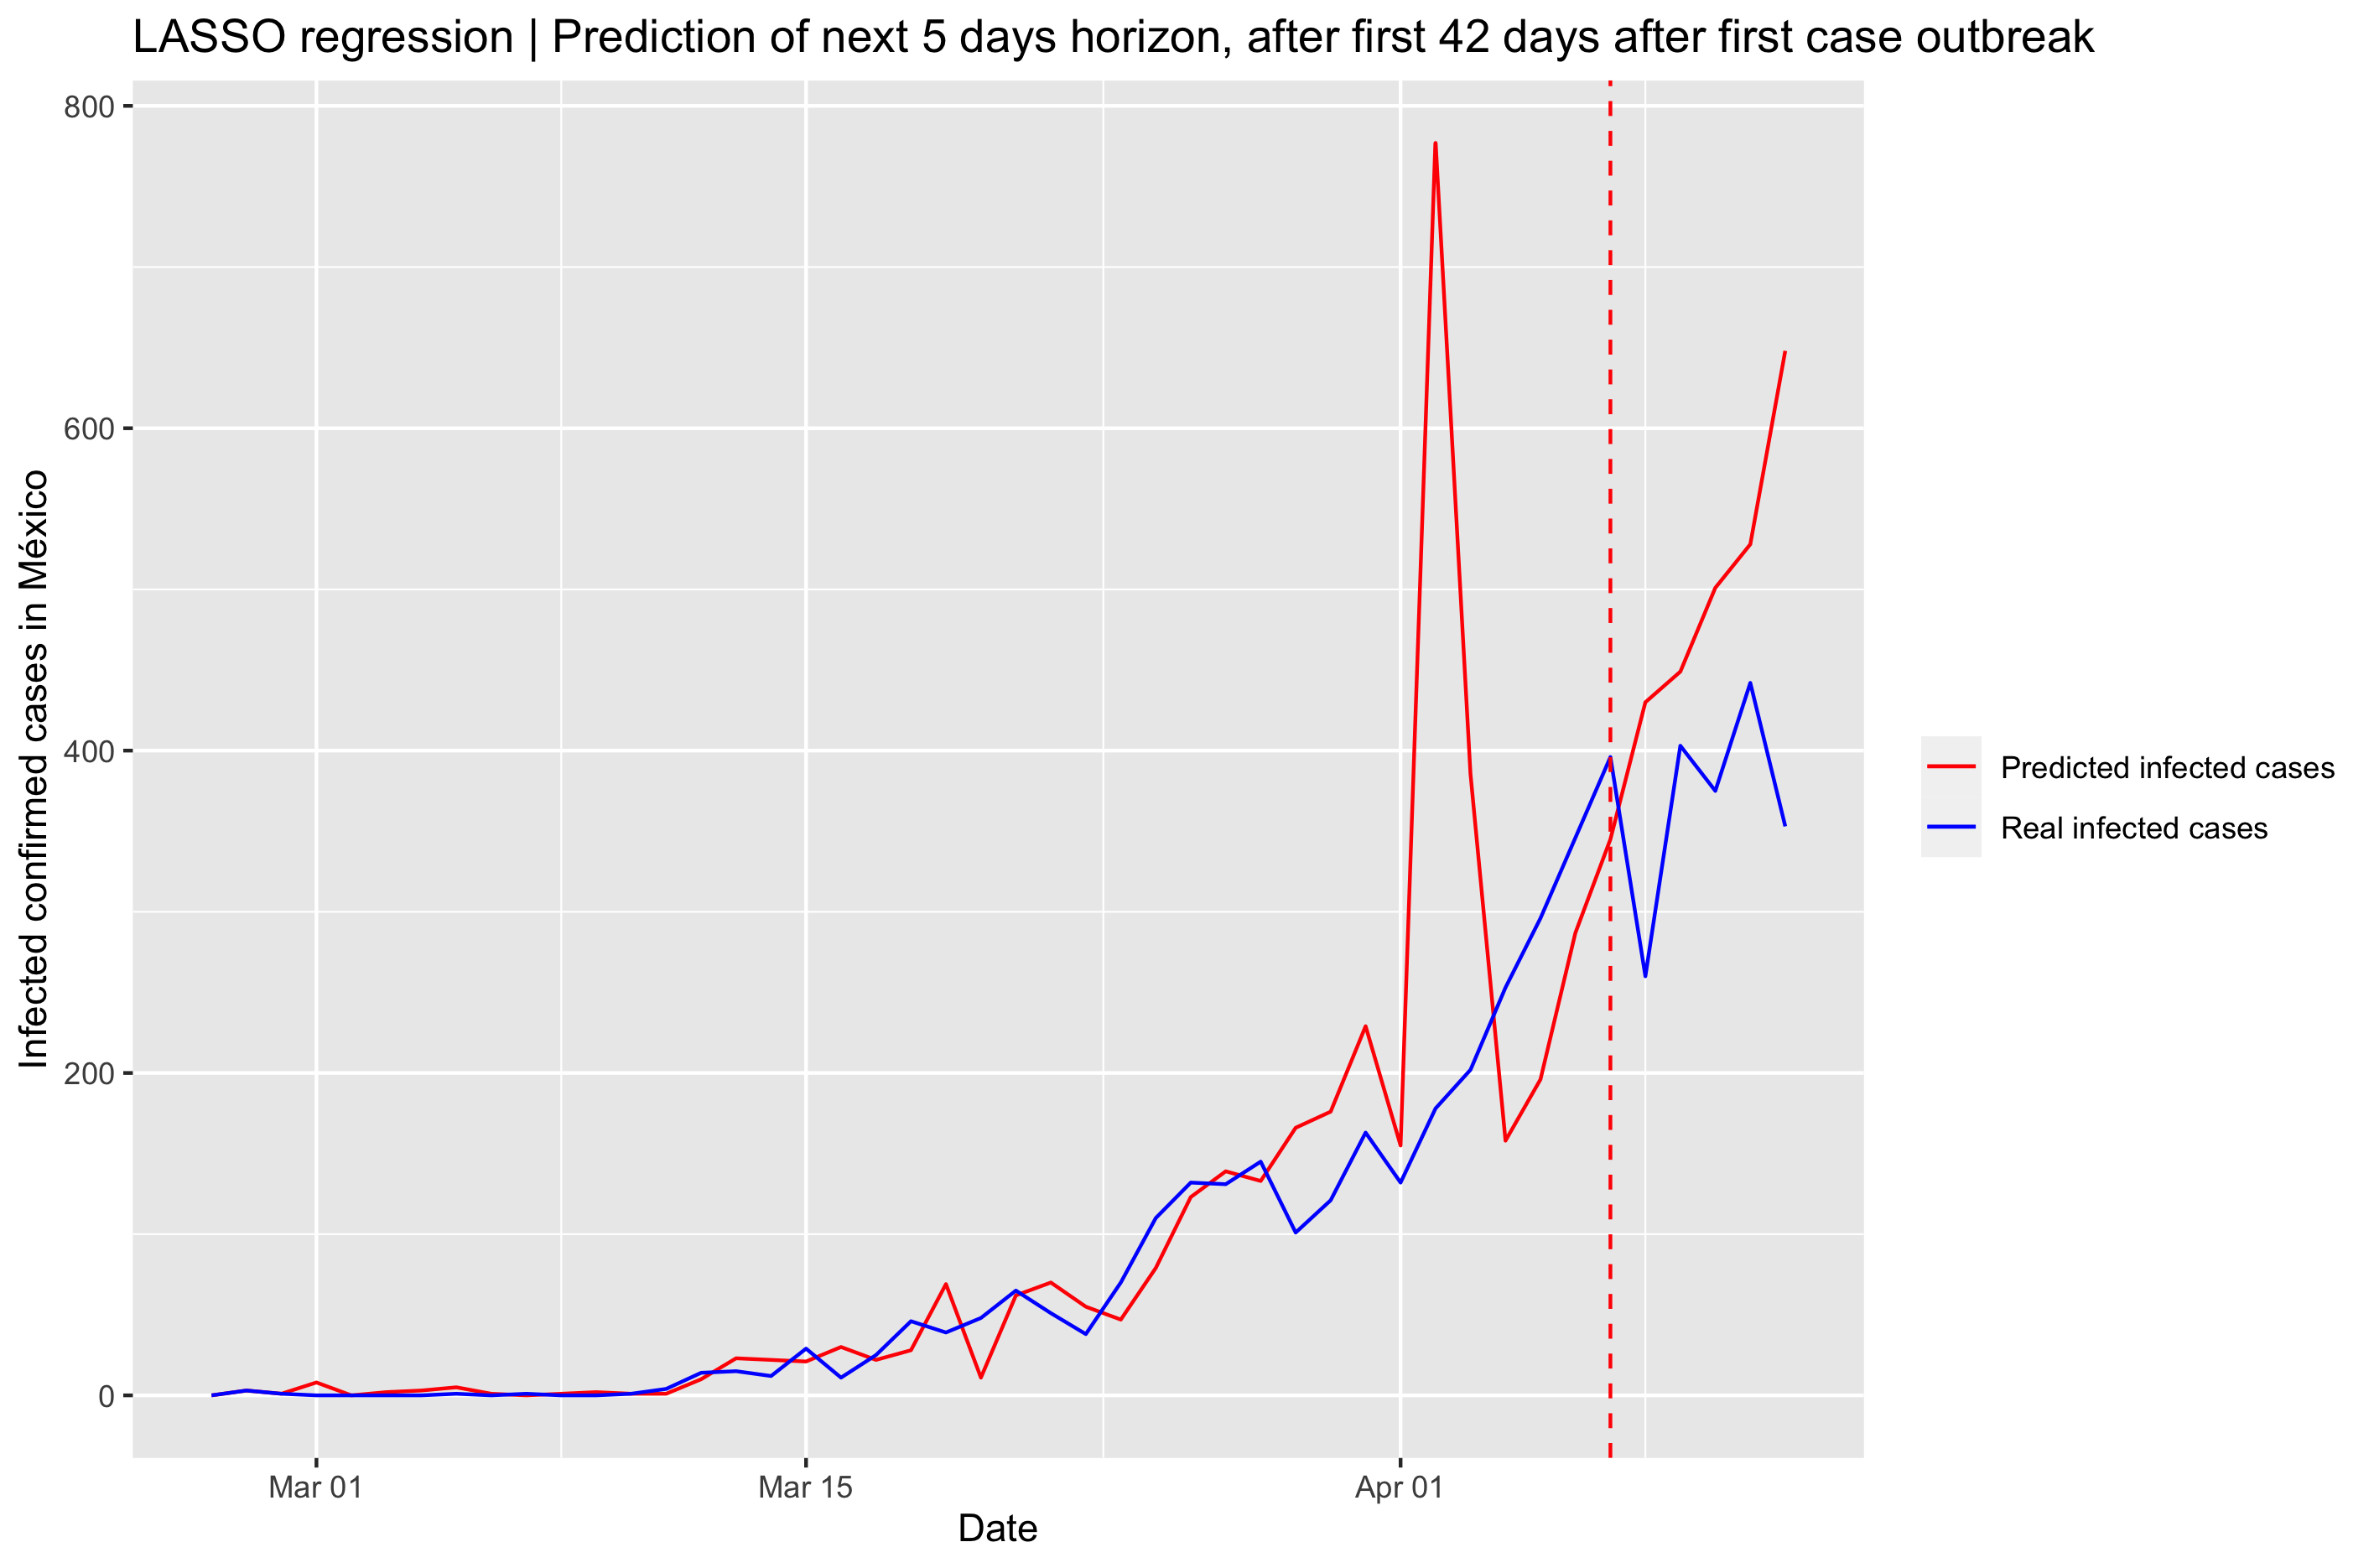 LASSO regression | Prediction of next 5 days horizon, after first 42 days after first case outbreak
Infected confirmed cases in México
800
600
400
200
0
Mar 01
Mar 15
Apr 01
Date
Predicted infected cases
Real infected cases